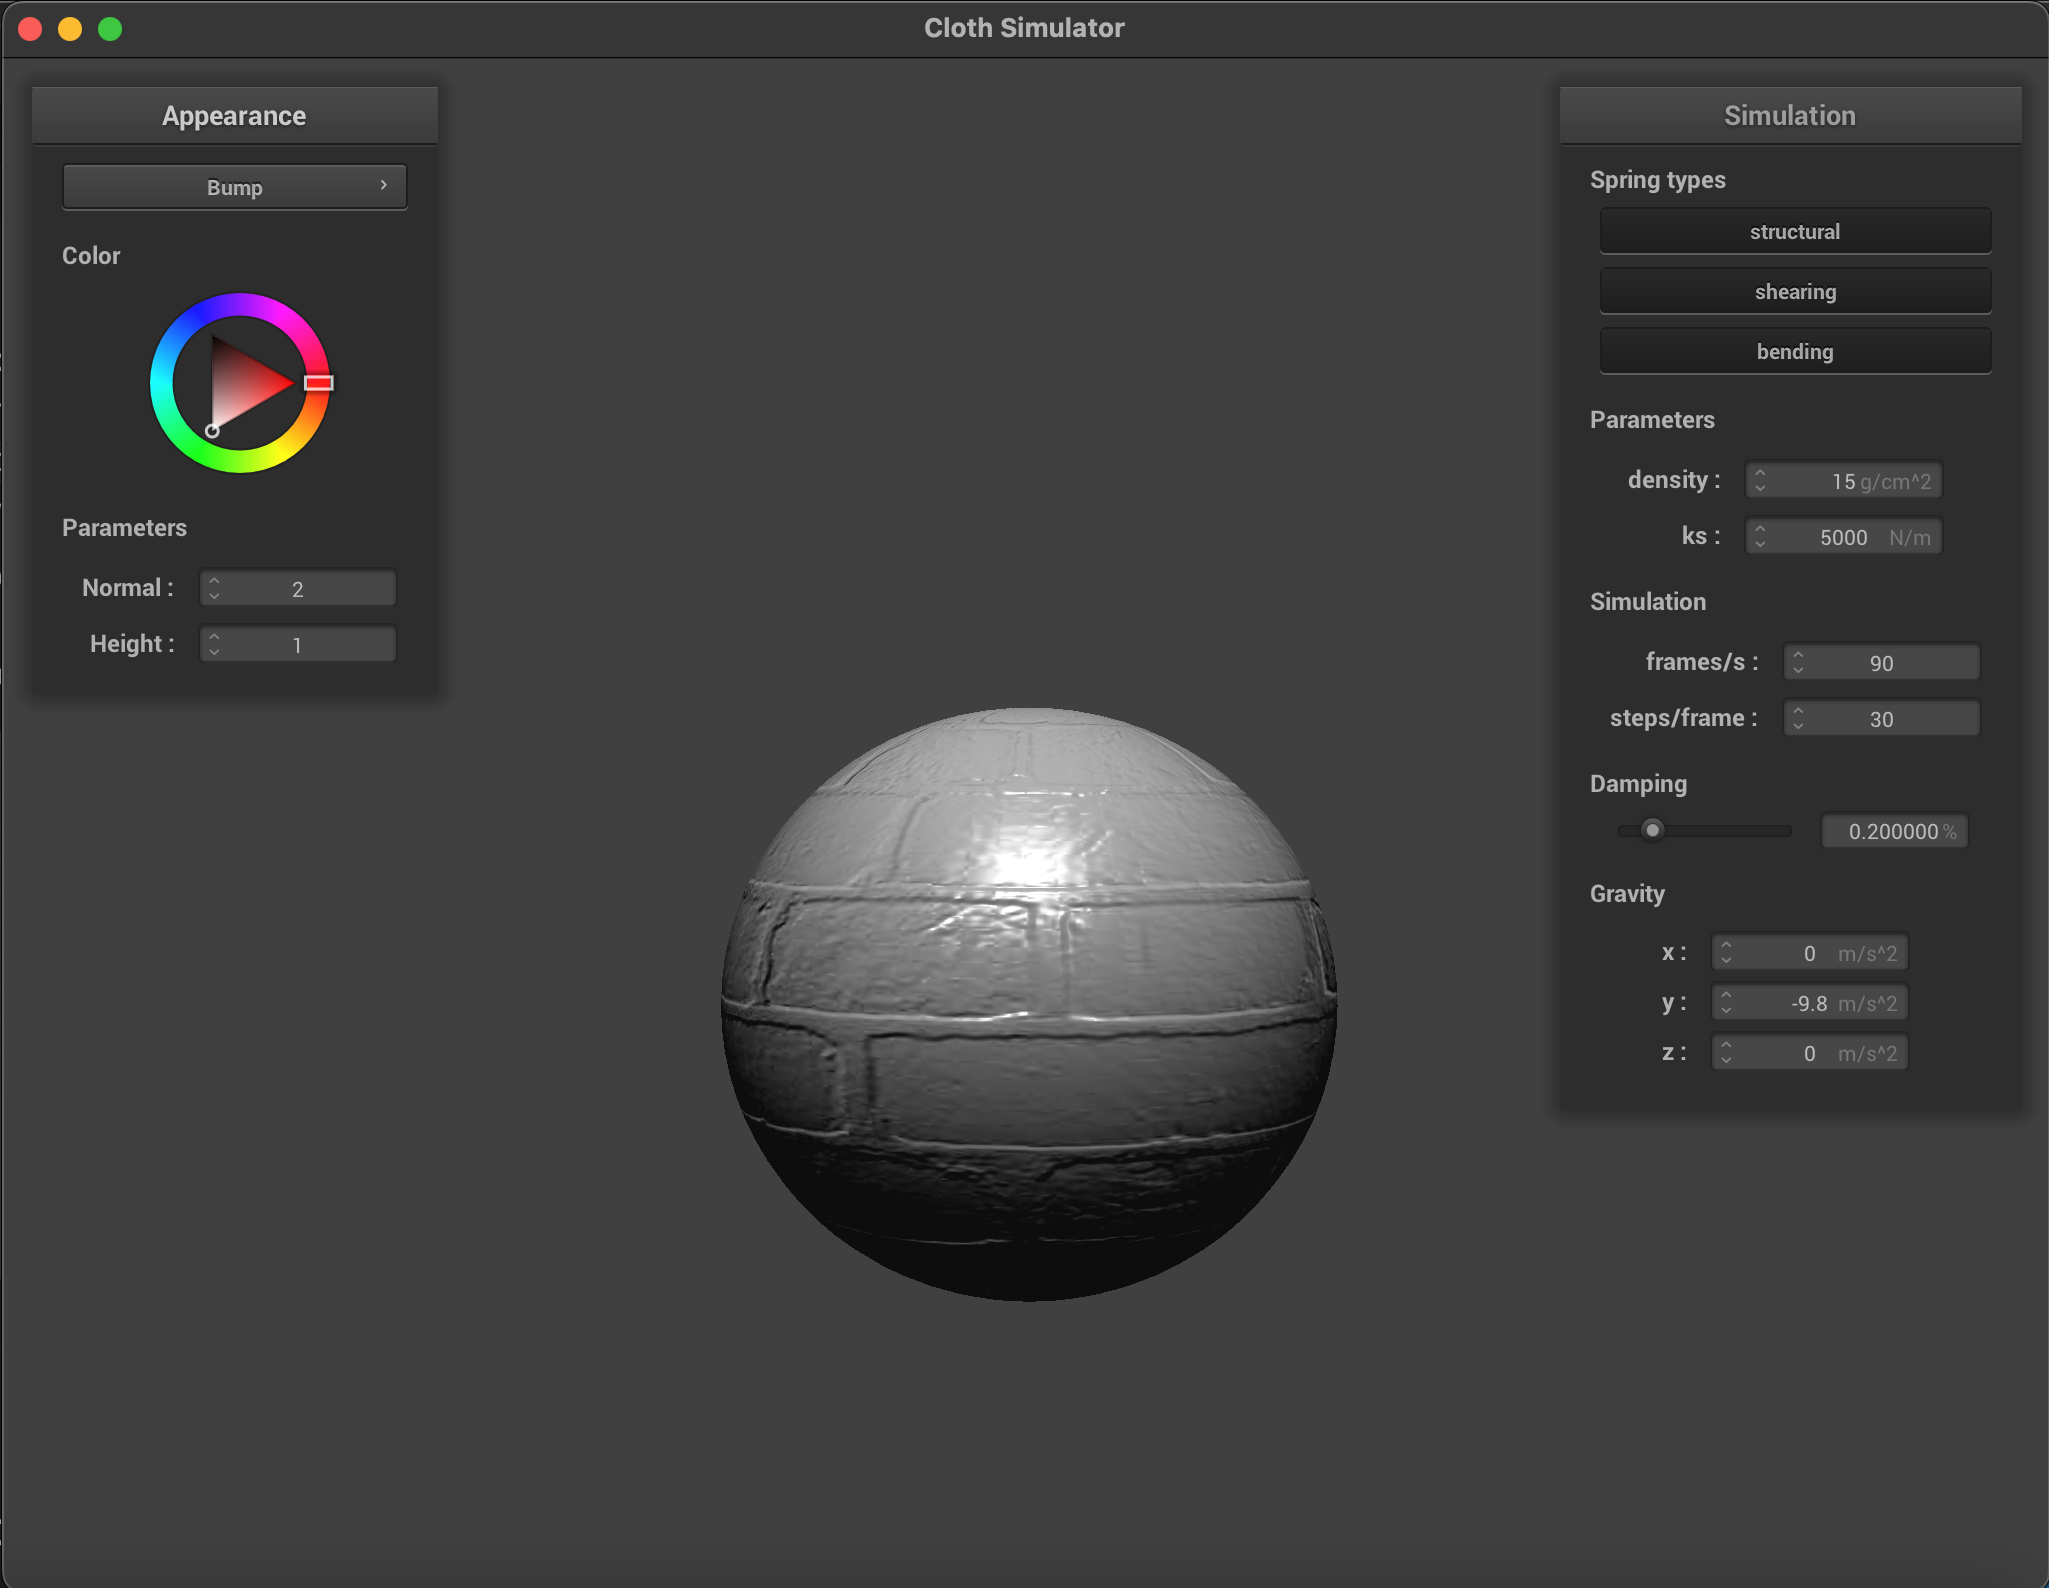 Cloth Simulator
Appearance
Bump
Color
Parameters
Normal : 2
Height : 1
Simulation
Spring types
structural
shearing
bending
Parameters
density : 15 g/cm^2
ks : 5000 N/m
Simulation
frames/s : 90
steps/frame : 30
Damping
0.200000 %
Gravity
x : 0 m/s^2
y : -9.8 m/s^2
z : 0 m/s^2